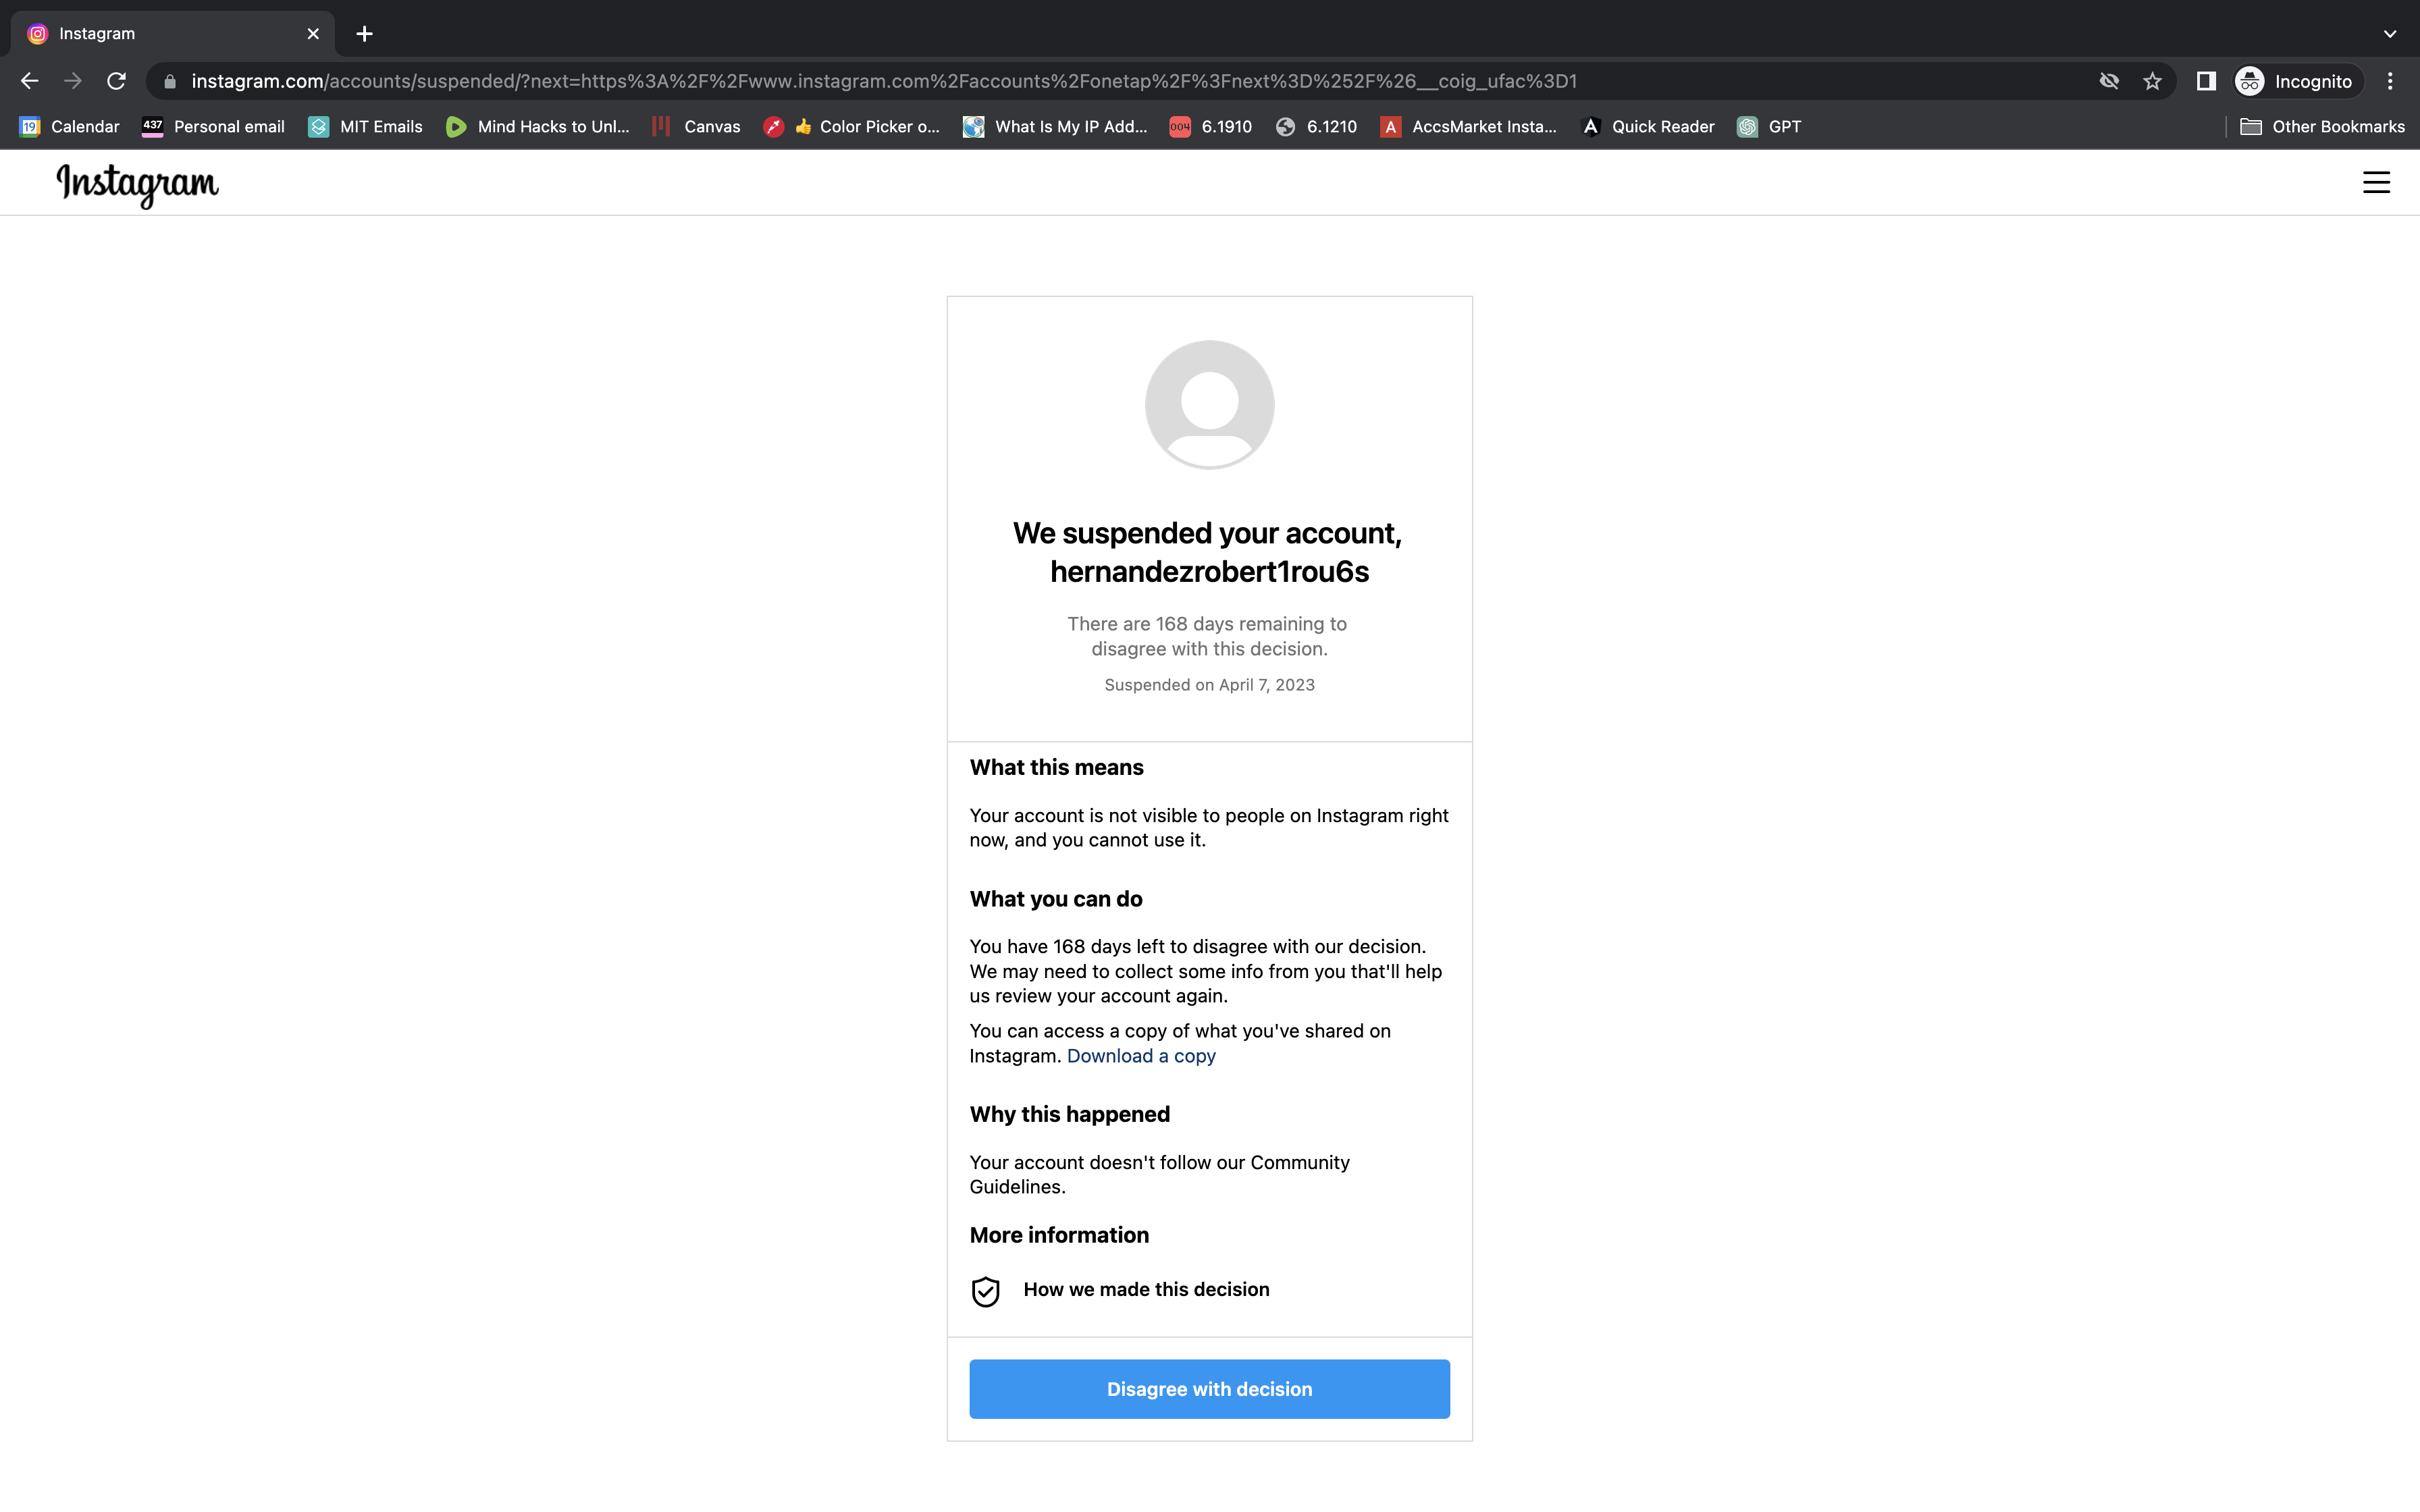 Instagram
instagram.com/accounts/suspended/?next=https%3A%2F%2Fwww.instagram.com%2Faccounts%2Fonetap%2F%3Fnext%3D%252F%26__coig_ufac%3D1
Incognito
19 Calendar 437 Personal email MIT Emails Mind Hacks to Unl... Canvas 👍 Color Picker o... What Is My IP Add... 004 6.1910 6.1210 A AccsMarket Insta... A Quick Reader GPT Other Bookmarks
Instagram
We suspended your account,
hernandezrobert1rou6s
There are 168 days remaining to
disagree with this decision.
Suspended on April 7, 2023
What this means
Your account is not visible to people on Instagram right
now, and you cannot use it.
What you can do
You have 168 days left to disagree with our decision.
We may need to collect some info from you that'll help
us review your account again.
You can access a copy of what you've shared on
Instagram. Download a copy
Why this happened
Your account doesn't follow our Community
Guidelines.
More information
How we made this decision
Disagree with decision